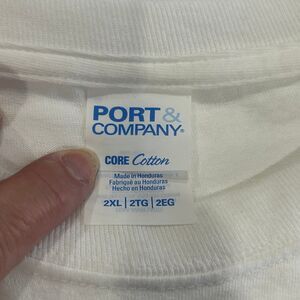 PORT &
COMPANY®
CORE Cotton
Made in Honduras
Fabriqué au Honduras
Hecho en Honduras
2XL | 2TG | 2EG